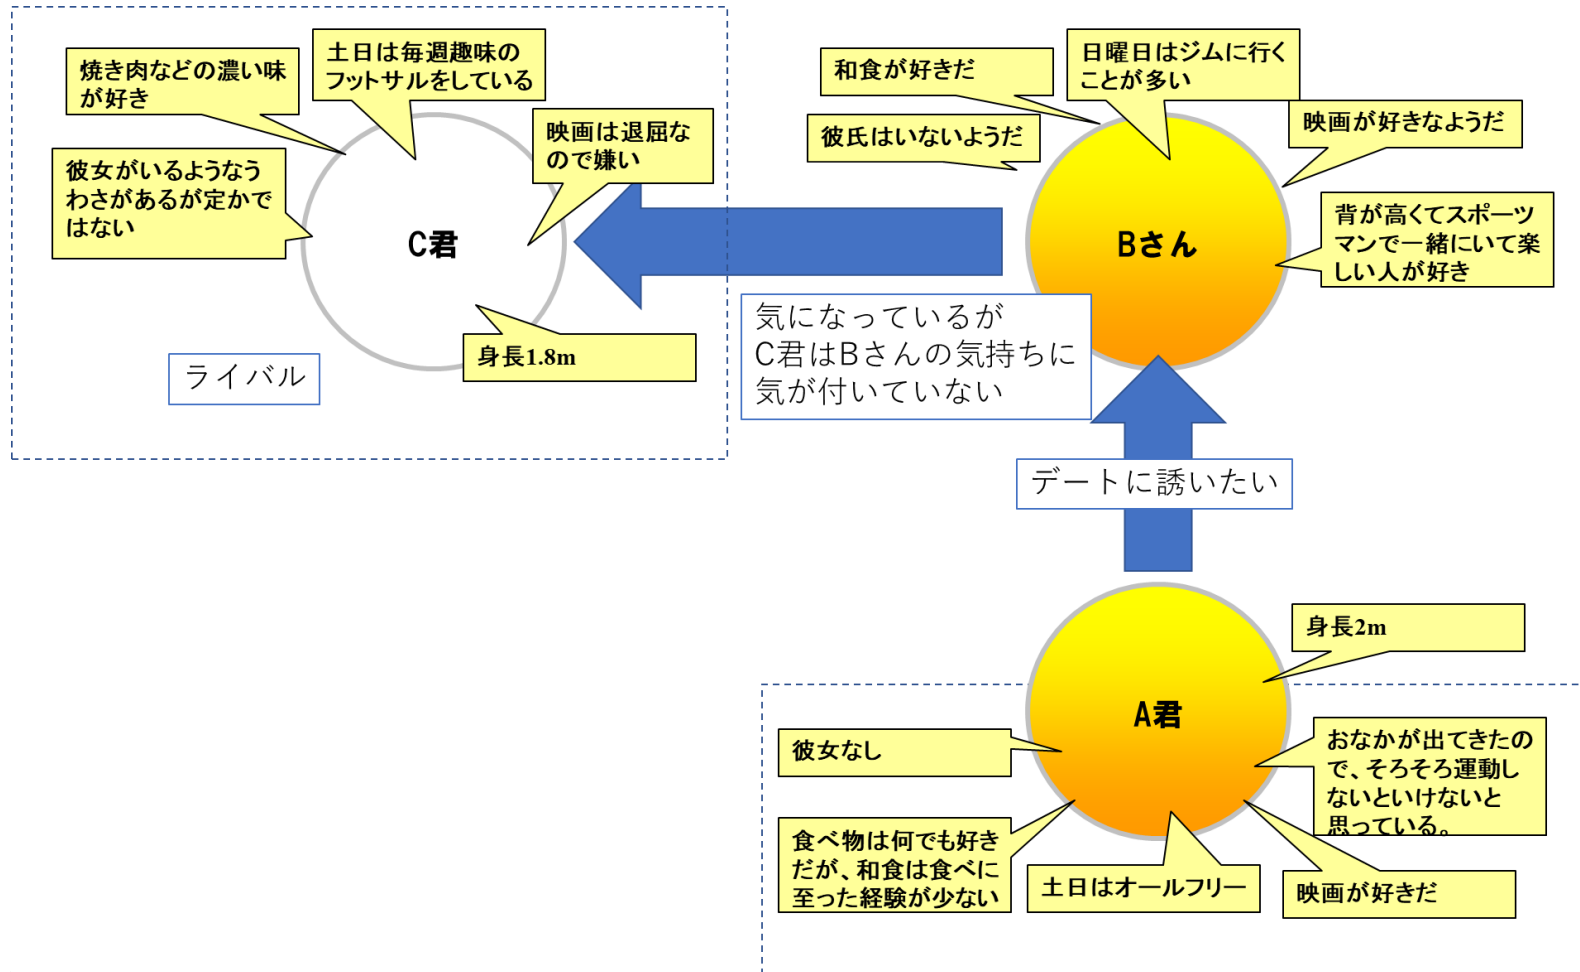 焼き肉などの濃い味
が好き
土日は毎週趣味の
フットサルをしている
映画は退屈な
ので嫌い
彼女がいるようなう
わさがあるが定かで
はない
C君
身長1.8m
ライバル
和食が好きだ
日曜日はジムに行く
ことが多い
彼氏はいないようだ
映画が好きなようだ
背が高くてスポーツ
マンで一緒にいて楽
しい人が好き
Bさん
気になっているが
C君はBさんの気持ちに
気が付いていない
デートに誘いたい
身長2m
A君
彼女なし
おなかが出てきたの
で、そろそろ運動し
ないといけないと
思っている。
食べ物は何でも好き
だが、和食は食べに
至った経験が少ない
土日はオールフリー
映画が好きだ